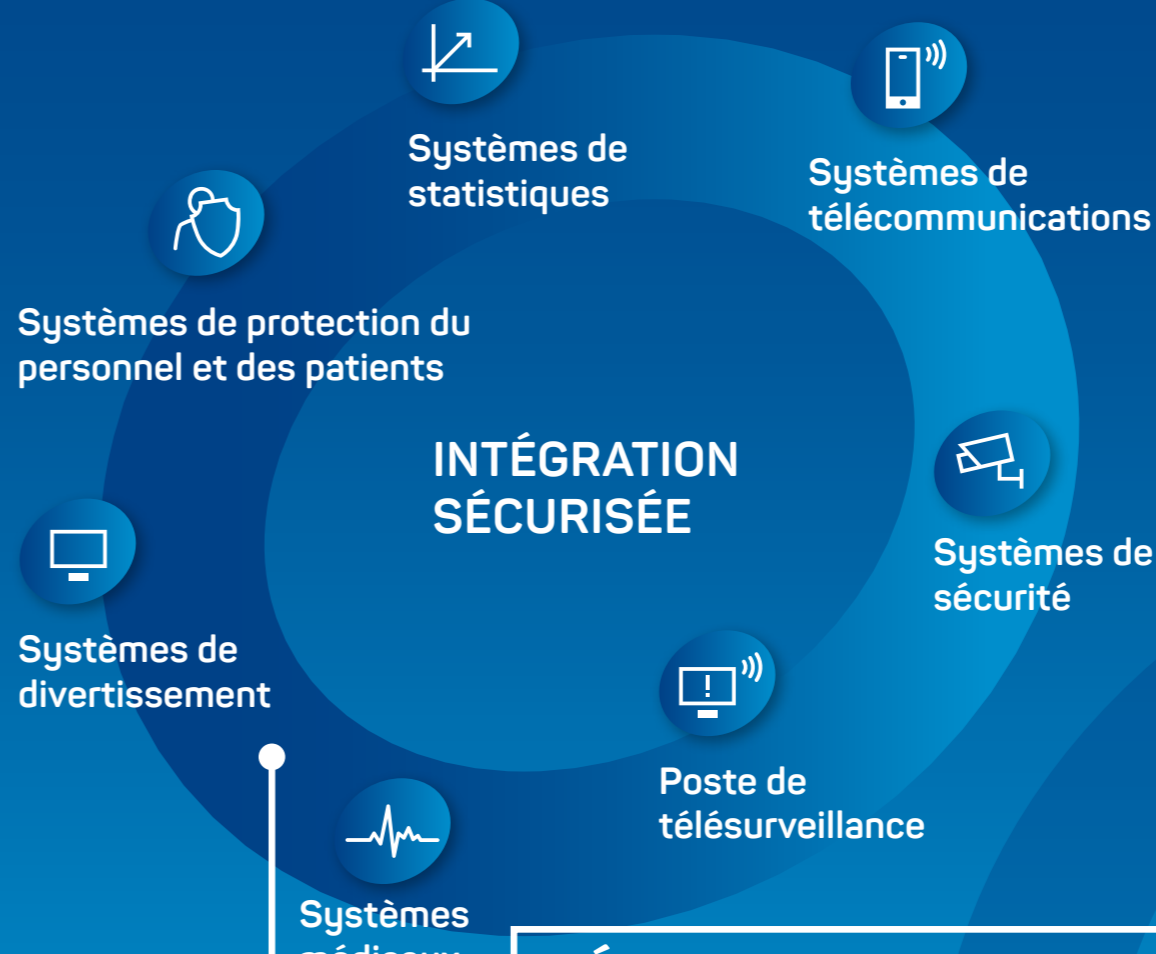 Systèmes de
statistiques
Systèmes de
télécommunications
Systèmes de protection du
personnel et des patients
INTÉGRATION
SÉCURISÉE
Systèmes de
sécurité
Systèmes de
divertissement
Poste de
télésurveillance
Systèmes
médicaux